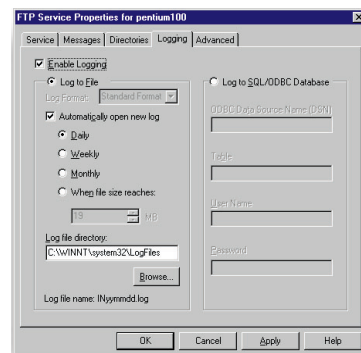 FTP Service Properties for pentium100
Service Messages Directories Logging Advanced
Enable Logging
Log to File
Log Format: Standard Format
Automatically open new log
Daily
Weekly
Monthly
When file size reaches:
19 MB
Log file directory:
C:\WINNT\system32\LogFiles
Browse...
Log file name: INyymmdd.log
Log to SQL/ODBC Database
ODBC Data Source Name (DSN)
Table
User Name
Password
OK Cancel Apply Help